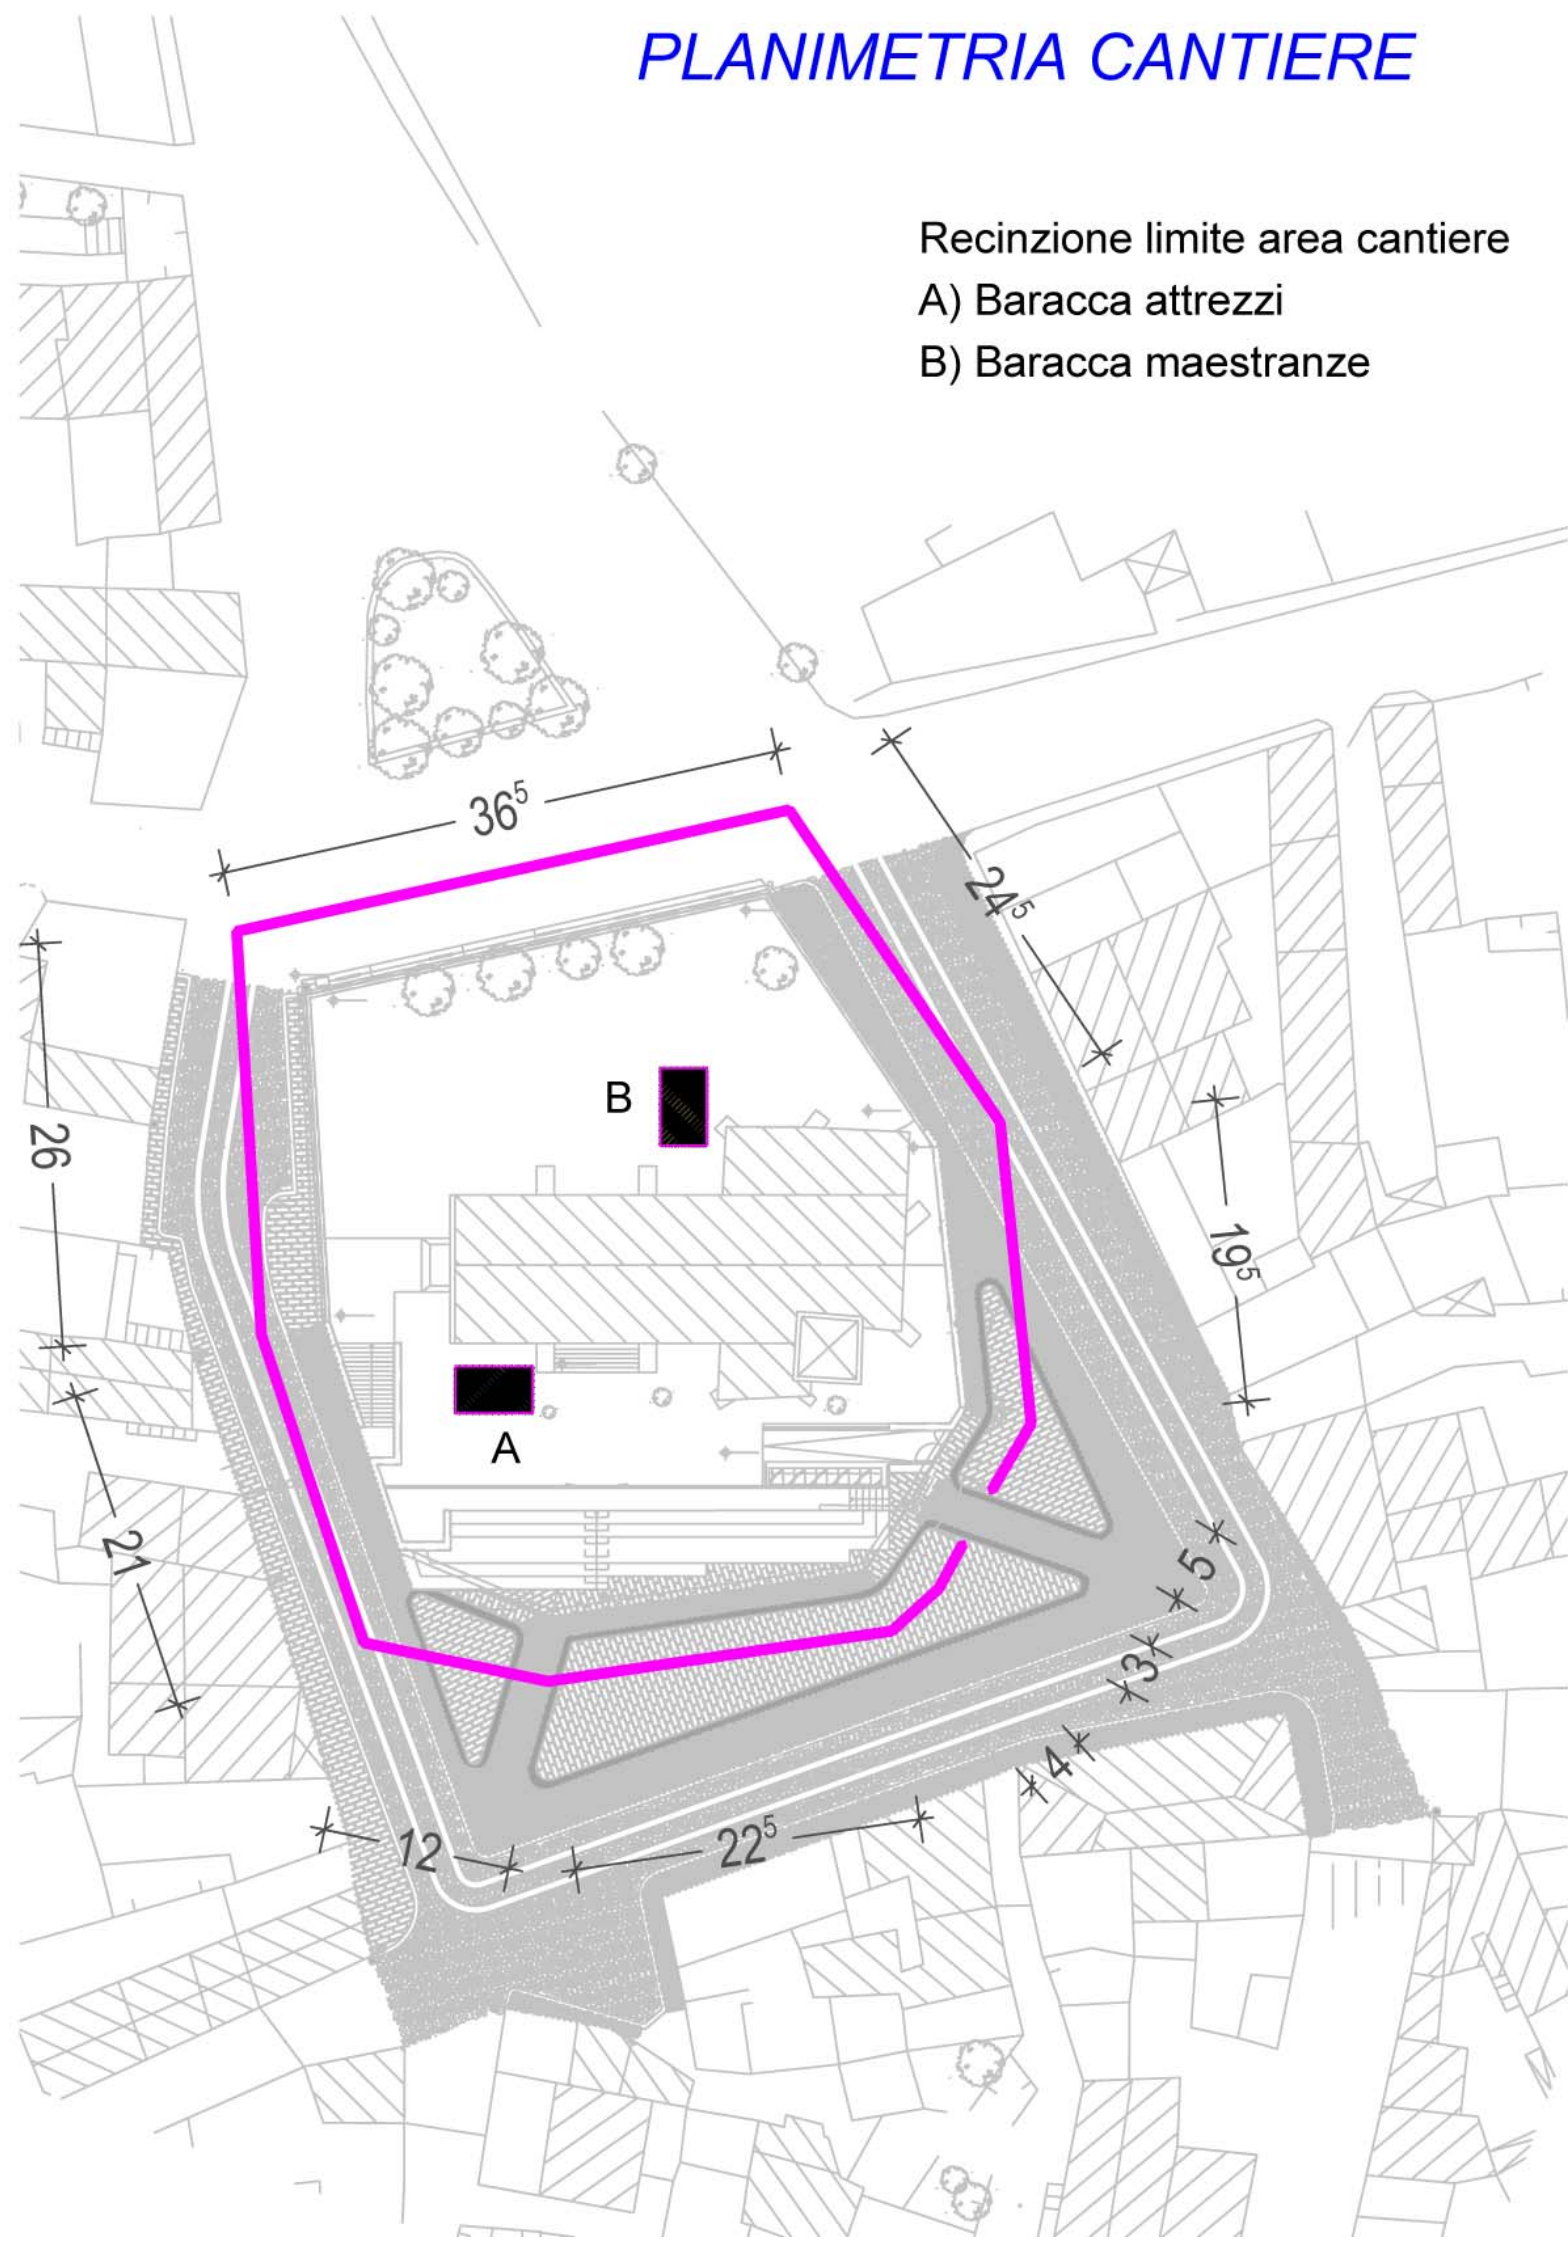 PLANIMETRIA CANTIERE
Recinzione limite area cantiere
A) Baracca attrezzi
B) Baracca maestranze
36⁵
24⁵
B
26
19⁵
A
21
5
3
4
12
22⁵